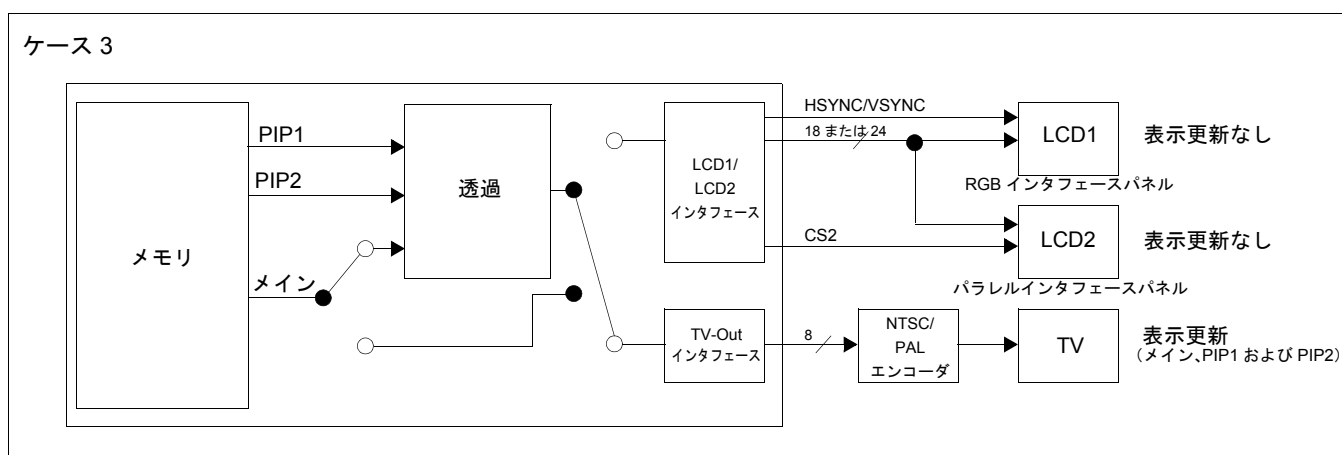 ケース 3
メモリ
PIP1
PIP2
メイン
透過
LCD1/
LCD2
インタフェース
TV-Out
インタフェース
HSYNC/VSYNC
18 または 24
CS2
8
NTSC/
PAL
エンコーダ
LCD1
表示更新なし
RGB インタフェースパネル
LCD2
表示更新なし
パラレルインタフェースパネル
TV
表示更新
（メイン、PIP1 および PIP2）